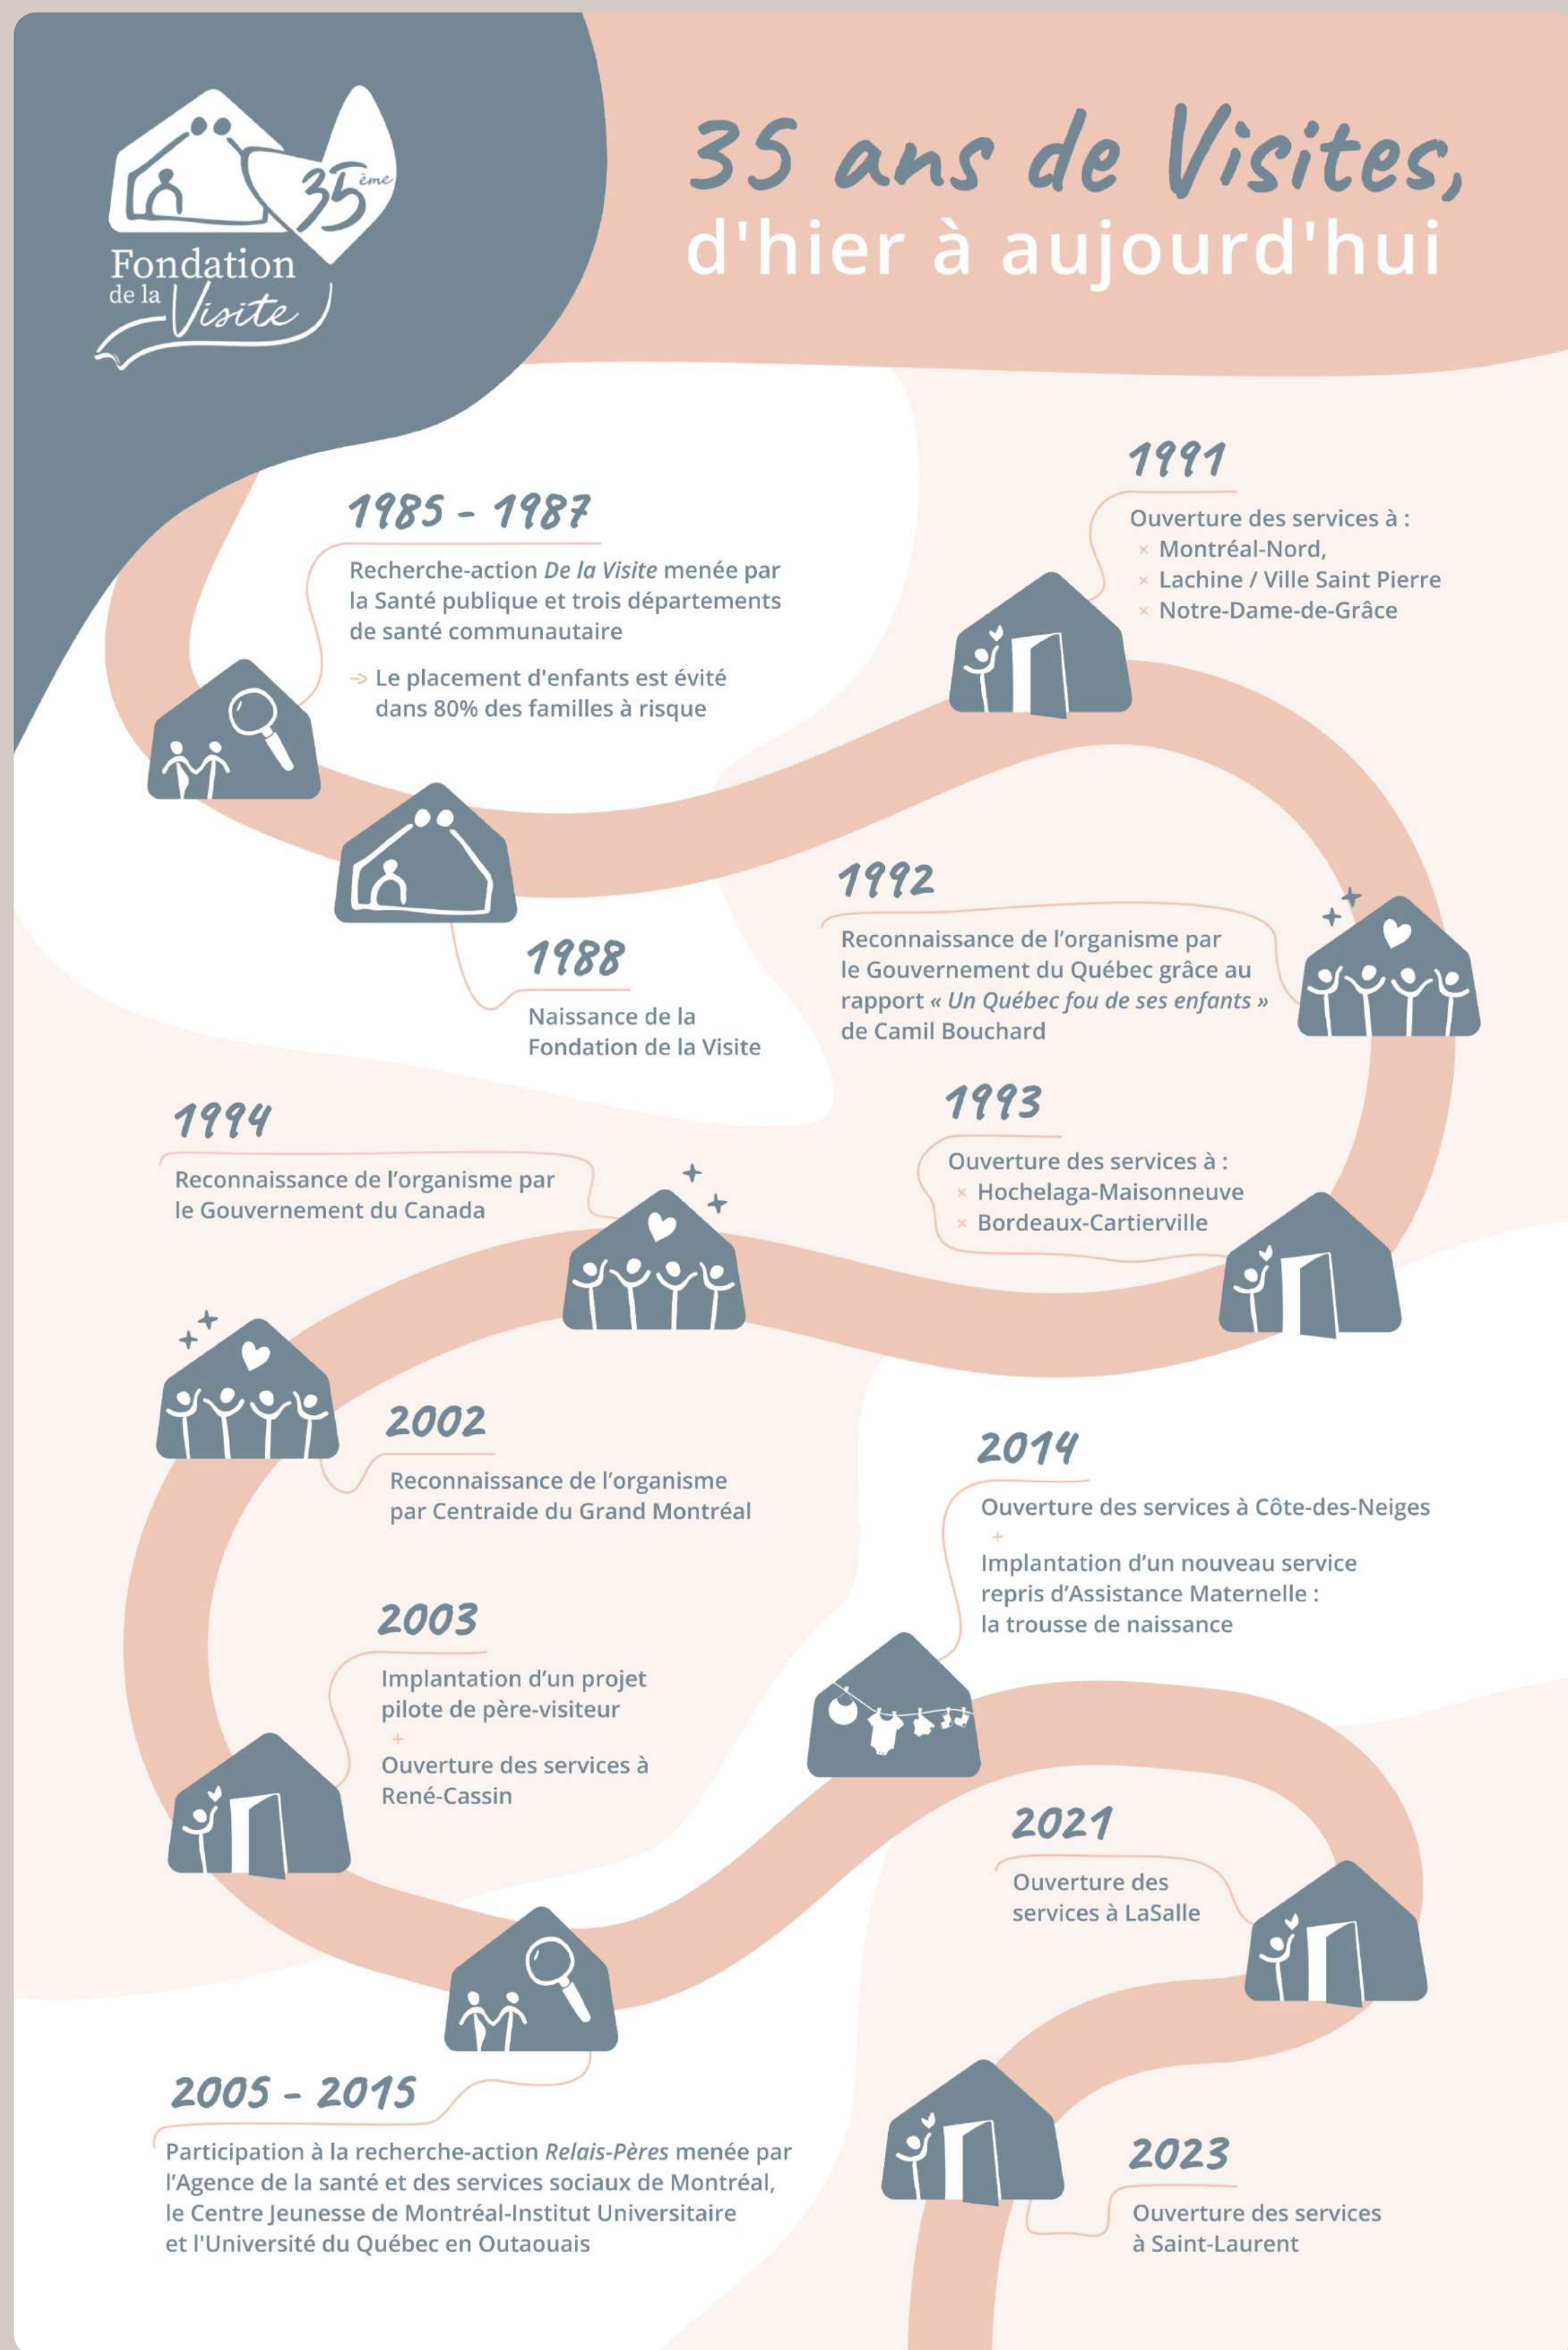 35ème
Fondation
de la Visite
35 ans de Visites,
d'hier à aujourd'hui
1985 - 1987
Recherche-action De la Visite menée par
la Santé publique et trois départements
de santé communautaire
-> Le placement d'enfants est évité
dans 80% des familles à risque
1988
Naissance de la
Fondation de la Visite
1991
Ouverture des services à :
× Montréal-Nord,
× Lachine / Ville Saint Pierre
× Notre-Dame-de-Grâce
1992
Reconnaissance de l'organisme par
le Gouvernement du Québec grâce au
rapport « Un Québec fou de ses enfants »
de Camil Bouchard
1993
Ouverture des services à :
× Hochelaga-Maisonneuve
× Bordeaux-Cartierville
1994
Reconnaissance de l'organisme par
le Gouvernement du Canada
2002
Reconnaissance de l'organisme
par Centraide du Grand Montréal
2003
Implantation d'un projet
pilote de père-visiteur
+
Ouverture des services à
René-Cassin
2005 - 2015
Participation à la recherche-action Relais-Pères menée par
l'Agence de la santé et des services sociaux de Montréal,
le Centre Jeunesse de Montréal-Institut Universitaire
et l'Université du Québec en Outaouais
2014
Ouverture des services à Côte-des-Neiges
+
Implantation d'un nouveau service
repris d'Assistance Maternelle :
la trousse de naissance
2021
Ouverture des
services à LaSalle
2023
Ouverture des services
à Saint-Laurent